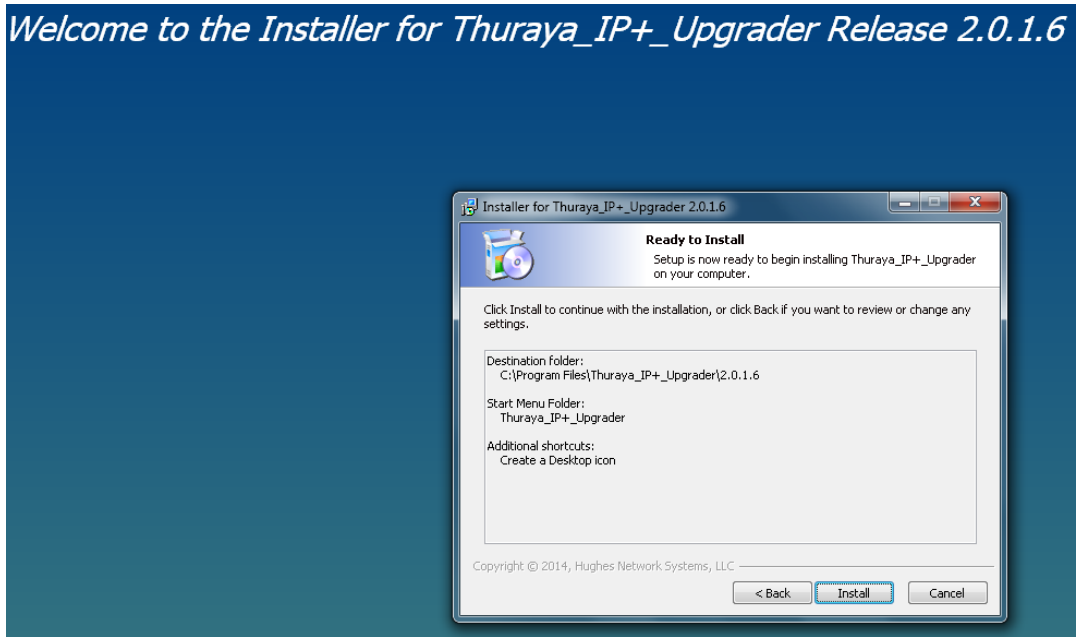 Welcome to the Installer for Thuraya_IP+_Upgrader Release 2.0.1.6
Installer for Thuraya_IP+_Upgrader 2.0.1.6
Ready to Install
Setup is now ready to begin installing Thuraya_IP+_Upgrader
on your computer.
Click Install to continue with the installation, or click Back if you want to review or change any
settings.
Destination folder:
C:\Program Files\Thuraya_IP+_Upgrader\2.0.1.6
Start Menu Folder:
Thuraya_IP+_Upgrader
Additional shortcuts:
Create a Desktop icon
Copyright © 2014, Hughes Network Systems, LLC
< Back Install Cancel